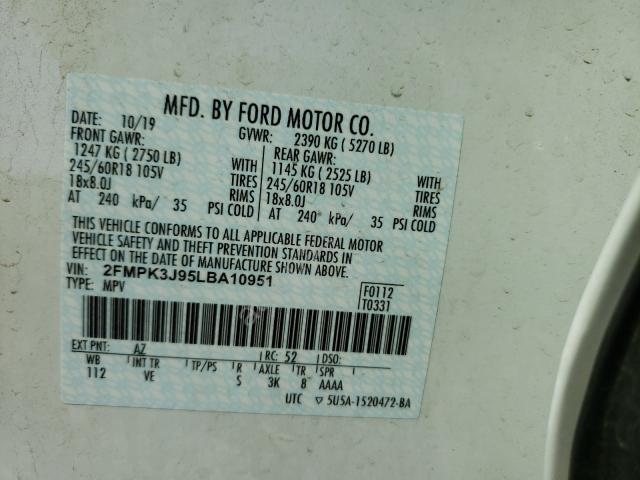 MFD. BY FORD MOTOR CO.
DATE: 10/19 GVWR: 2390 KG ( 5270 LB)
FRONT GAWR: REAR GAWR:
1247 KG ( 2750 LB) WITH 1145 KG ( 2525 LB) WITH
245/60R18 105V TIRES 245/60R18 105V TIRES
18x8.0J RIMS 18x8.0J RIMS
AT 240 kPa/ 35 PSI COLD AT 240 kPa/ 35 PSI COLD
THIS VEHICLE CONFORMS TO ALL APPLICABLE FEDERAL MOTOR
VEHICLE SAFETY AND THEFT PREVENTION STANDARDS IN
EFFECT ON THE DATE OF MANUFACTURE SHOWN ABOVE.
VIN: 2FMPK3J95LBA10951 F0112
TYPE: MPV T0331
EXT PNT: AZ RC: 52 DSO:
WB INT TR TP/PS R AXLE TR SPR
112 VE S 3K 8 AAAA
UTC ▽ 5U5A-1520472-BA